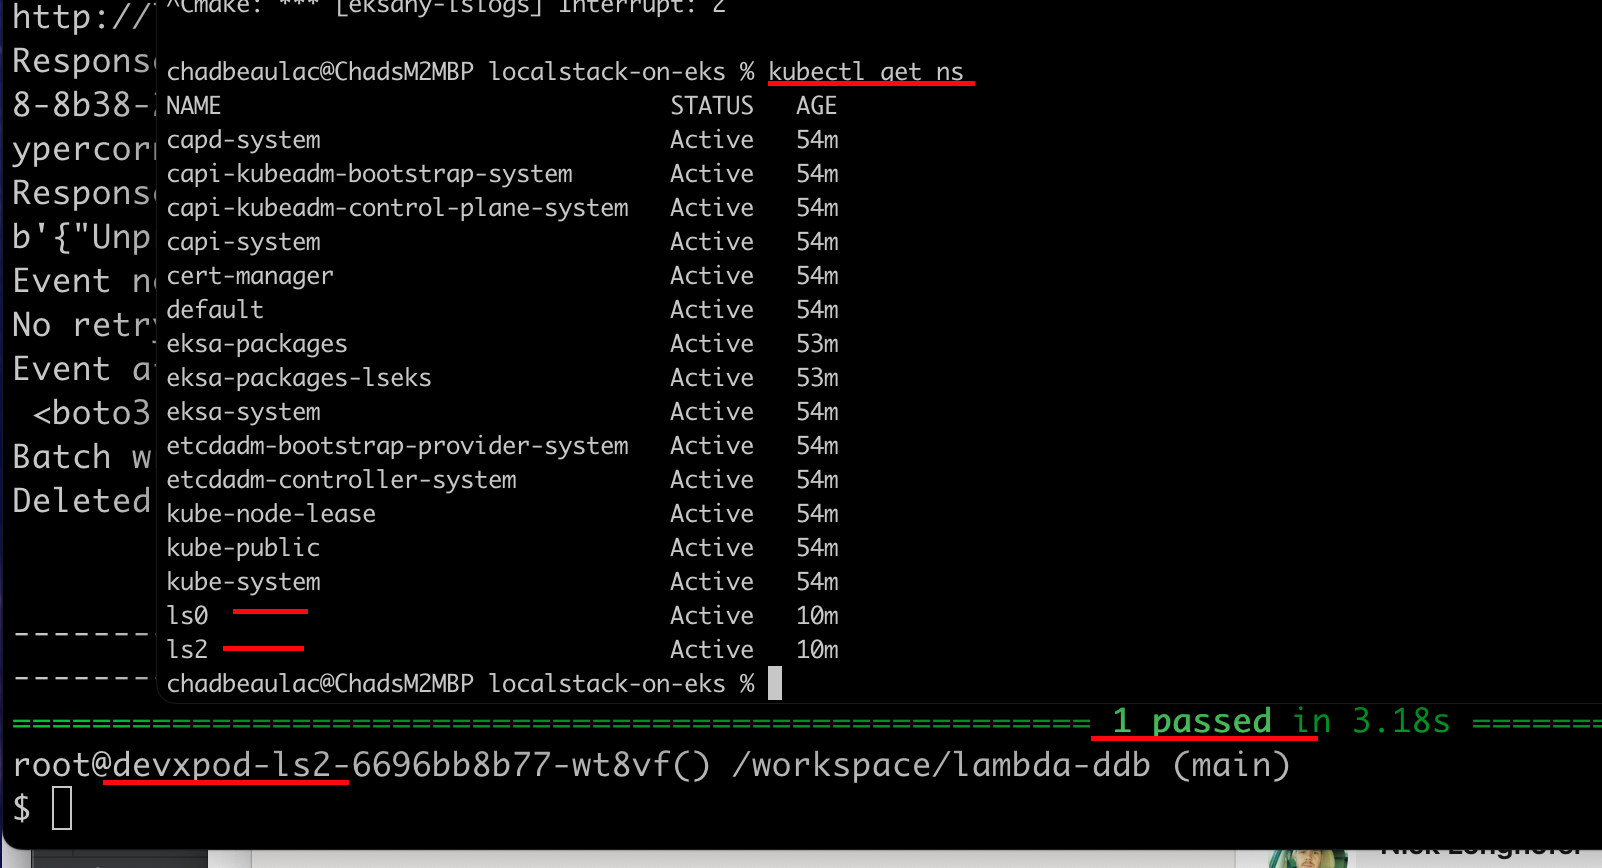 ^Cmake: *** [eksany-lslogs] Interrupt: 2
http://
Response
8-8b38-
ypercorn
Response
b'{"Unp
Event n
No retry
Event a
<boto3
Batch w
Deleted
chadbeaulac@ChadsM2MBP localstack-on-eks % kubectl get ns
NAME STATUS AGE
capd-system Active 54m
capi-kubeadm-bootstrap-system Active 54m
capi-kubeadm-control-plane-system Active 54m
capi-system Active 54m
cert-manager Active 54m
default Active 54m
eksa-packages Active 53m
eksa-packages-lseks Active 53m
eksa-system Active 54m
etcdadm-bootstrap-provider-system Active 54m
etcdadm-controller-system Active 54m
kube-node-lease Active 54m
kube-public Active 54m
kube-system Active 54m
ls0 Active 10m
ls2 Active 10m
chadbeaulac@ChadsM2MBP localstack-on-eks %
1 passed in 3.18s
root@devxpod-ls2-6696bb8b77-wt8vf() /workspace/lambda-ddb (main)
$